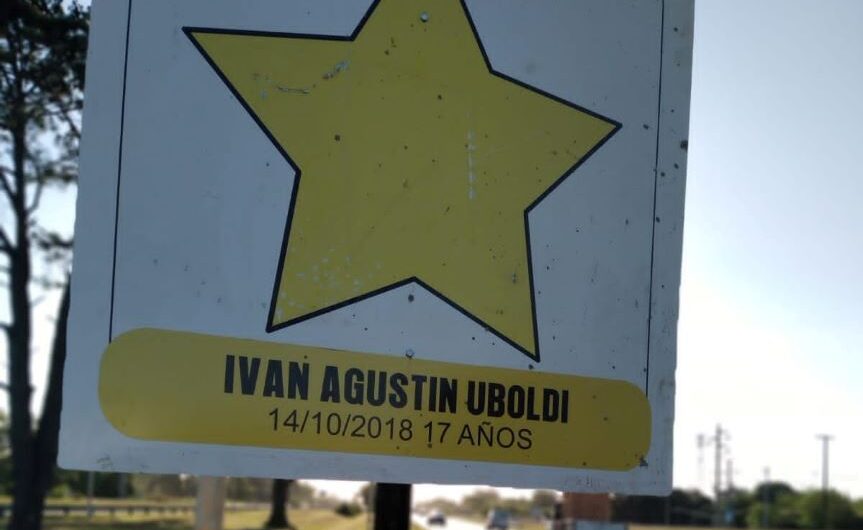 IVAN AGUSTIN UBOLDI
14/10/2018 17 AÑOS